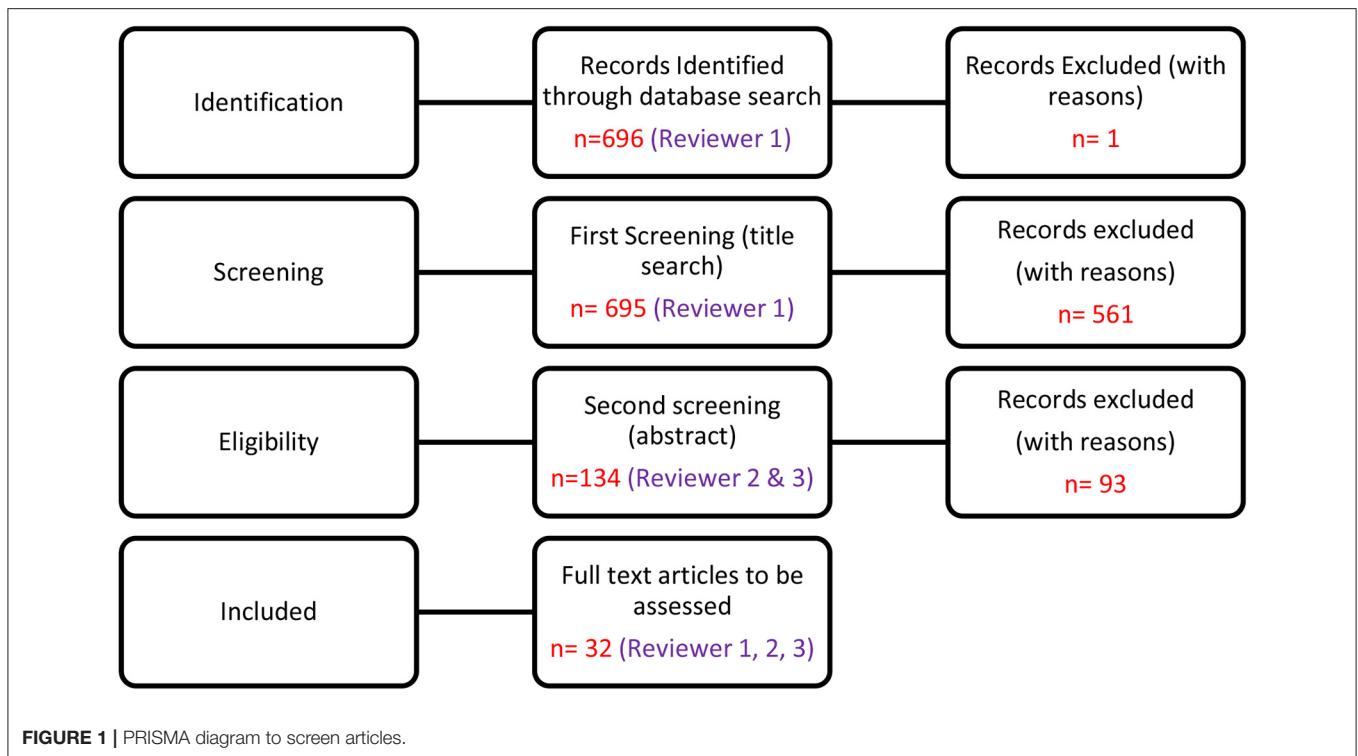 Identification
Records Identified
through database search
n=696 (Reviewer 1)
Records Excluded (with
reasons)
n= 1
Screening
First Screening (title
search)
n= 695 (Reviewer 1)
Records excluded
(with reasons)
n= 561
Eligibility
Second screening
(abstract)
n=134 (Reviewer 2 & 3)
Records excluded
(with reasons)
n= 93
Included
Full text articles to be
assessed
n= 32 (Reviewer 1, 2, 3)
FIGURE 1 | PRISMA diagram to screen articles.